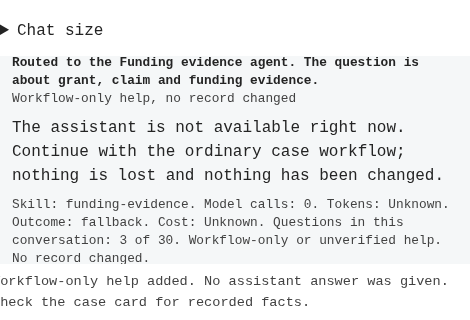 Chat size
Routed to the Funding evidence agent. The question is
about grant, claim and funding evidence.
Workflow-only help, no record changed
The assistant is not available right now.
Continue with the ordinary case workflow;
nothing is lost and nothing has been changed.
Skill: funding-evidence. Model calls: 0. Tokens: Unknown.
Outcome: fallback. Cost: Unknown. Questions in this
conversation: 3 of 30. Workflow-only or unverified help.
No record changed.
orkflow-only help added. No assistant answer was given.
heck the case card for recorded facts.